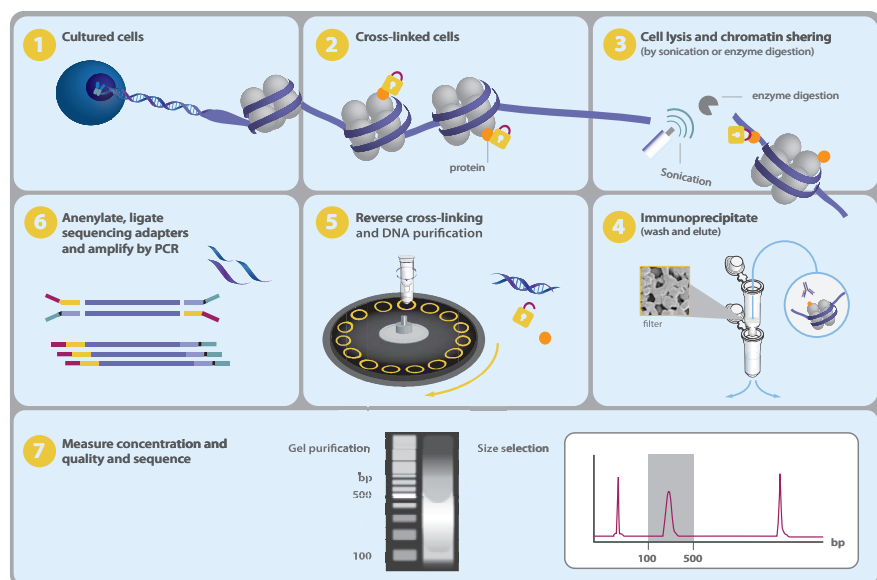 1 Cultured cells
2 Cross-linked cells
protein
3 Cell lysis and chromatin shering
(by sonication or enzyme digestion)
enzyme digestion
Sonication
6 Anenylate, ligate
sequencing adapters
and amplify by PCR
5 Reverse cross-linking
and DNA purification
4 Immunoprecipitate
(wash and elute)
filter
7 Measure concentration and
quality and sequence
Gel purification
bp
500
100
Size selection
bp
100 500